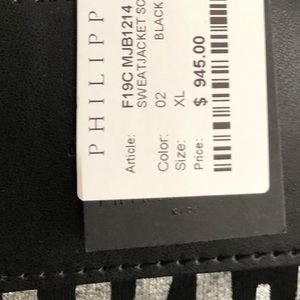 PHILIPP
Article: F19C MJB1214
SWEATJACKET SC
Color: 02 BLACK
Size: XL
Price: $ 945.00